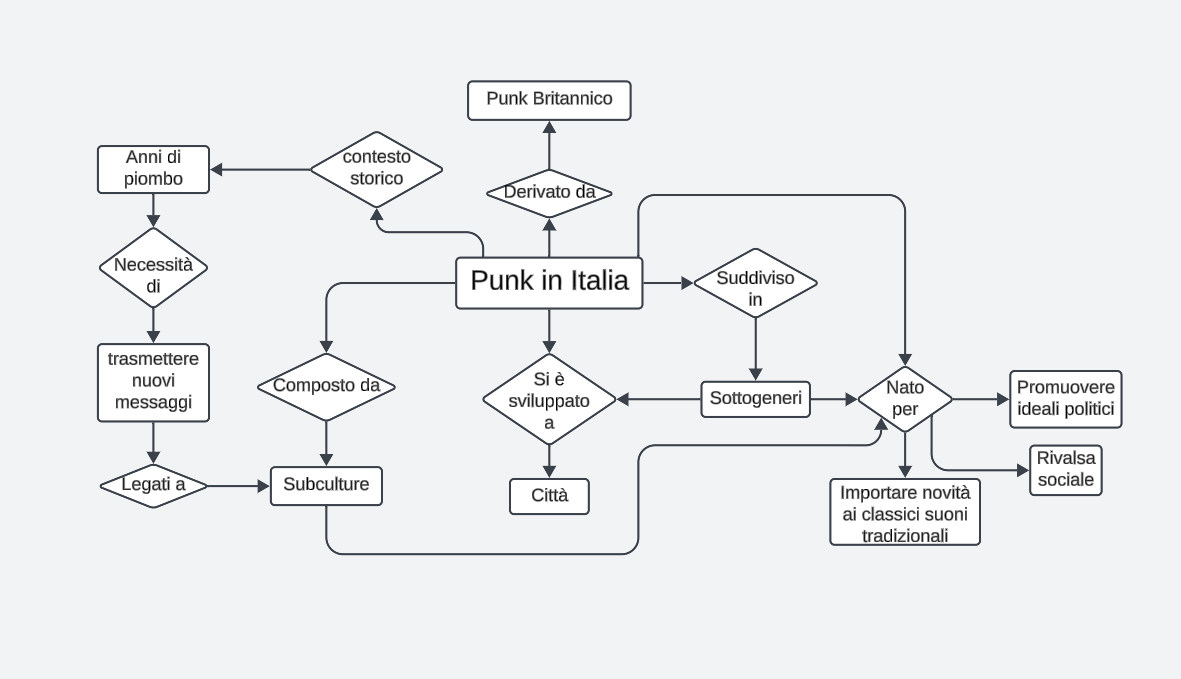 Punk Britannico
Anni di
piombo
contesto
storico
Derivato da
Necessità
di
Punk in Italia
Suddiviso
in
trasmettere
nuovi
messaggi
Composto da
Si è
sviluppato
a
Sottogeneri
Nato
per
Promuovere
ideali politici
Legati a
Subculture
Città
Importare novità
ai classici suoni
tradizionali
Rivalsa
sociale